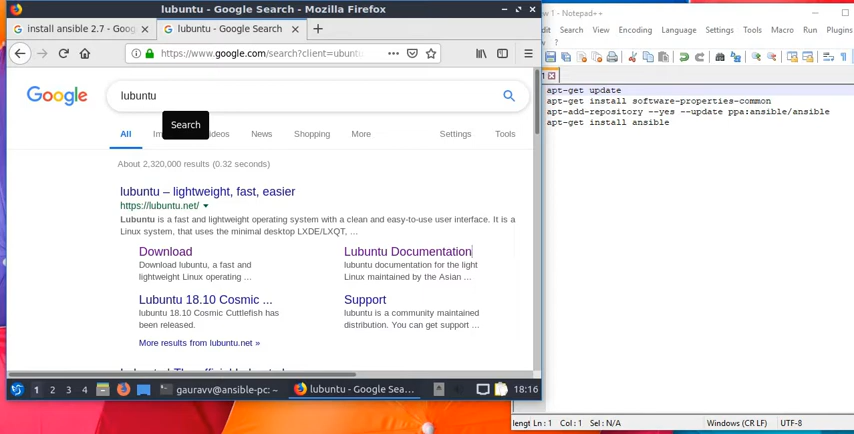 lubuntu - Google Search - Mozilla Firefox
install ansible 2.7 - Goog
lubuntu - Google Search
https://www.google.com/search?client=ubuntu
Google
lubuntu
Search
All
Videos
News
Shopping
More
Settings
Tools
About 2,320,000 results (0.32 seconds)
lubuntu – lightweight, fast, easier
https://lubuntu.net/
Lubuntu is a fast and lightweight operating system with a clean and easy-to-use user interface. It is a
Linux system, that uses the minimal desktop LXDE/LXQT, ...
Download
Download lubuntu, a fast and
lightweight Linux operating ...
Lubuntu Documentation
lubuntu documentation for the light
Linux maintained by the Asian ...
Lubuntu 18.10 Cosmic ...
lubuntu 18.10 Cosmic Cuttlefish has
been released.
Support
lubuntu is a community maintained
distribution. You can get support ...
More results from lubuntu.net »
1 2 3 4
gauravv@ansible-pc: ~
lubuntu - Google Sea...
18:16
w 1 - Notepad++
Edit Search View Encoding Language Settings Tools Macro Run Plugins
?
1
apt-get update
apt-get install software-properties-common
apt-add-repository --yes --update ppa:ansible/ansible
apt-get install ansible
lengt Ln : 1 Col : 1 Sel : N/A
Windows (CR LF)
UTF-8